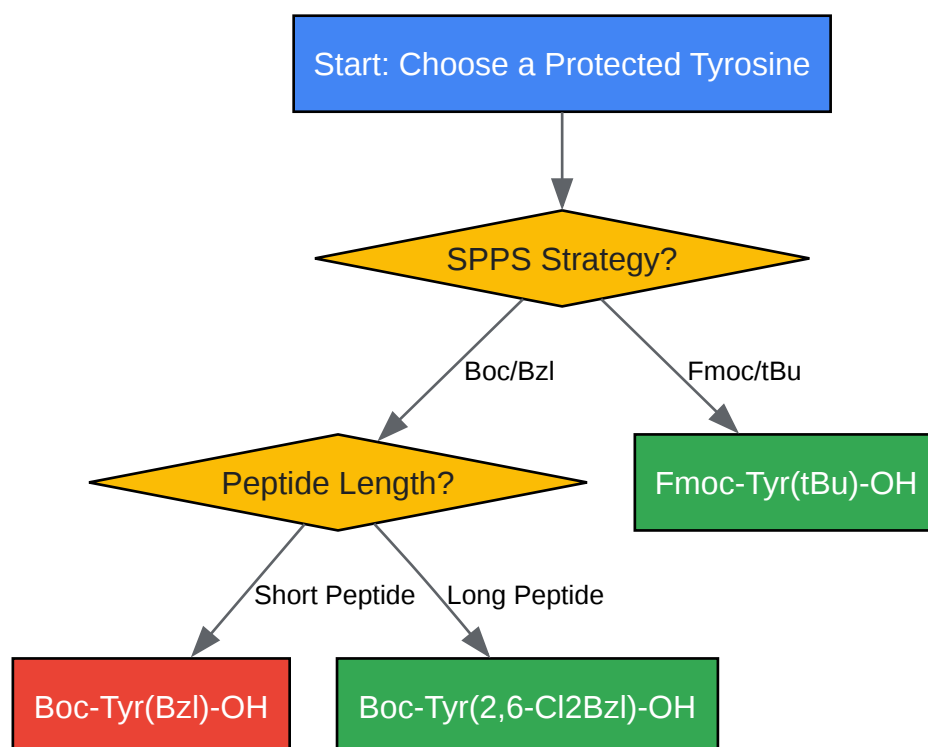 Start: Choose a Protected Tyrosine
SPPS Strategy?
Boc/Bzl
Fmoc/tBu
Peptide Length?
Fmoc-Tyr(tBu)-OH
Short Peptide
Long Peptide
Boc-Tyr(Bzl)-OH
Boc-Tyr(2,6-Cl2Bzl)-OH